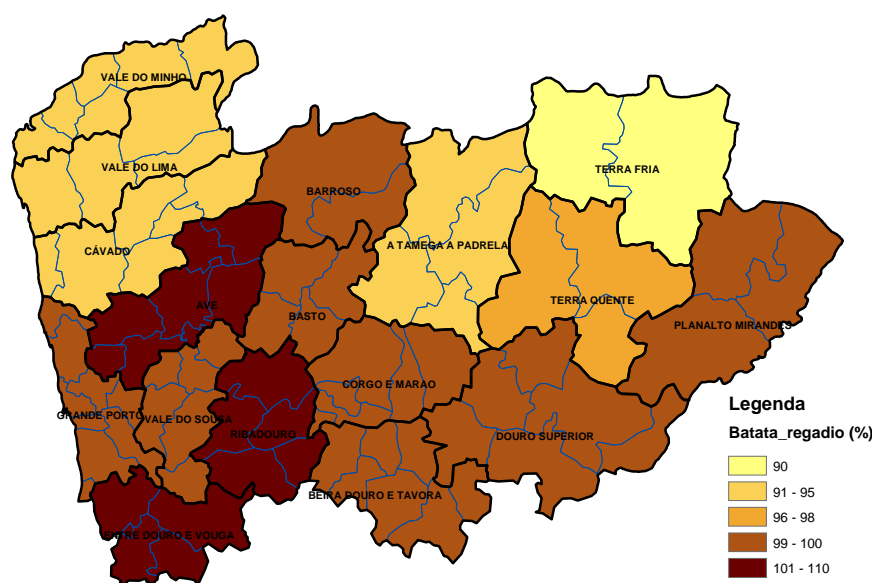 VALE DO MINHO
VALE DO LIMA
CÁVADO
BARROSO
A TAMEGA A PADRELA
TERRA FRIA
TERRA QUENTE
AVE
BASTO
PLANALTO MIRANDES
GRANDE PORTO
VALE DO SOUSA
RIBADOURO
CORGO E MARAO
DOURO SUPERIOR
BEIRA DOURO E TAVORA
ENTRE DOURO E VOUGA
Legenda
Batata_regadio (%)
90
91 - 95
96 - 98
99 - 100
101 - 110